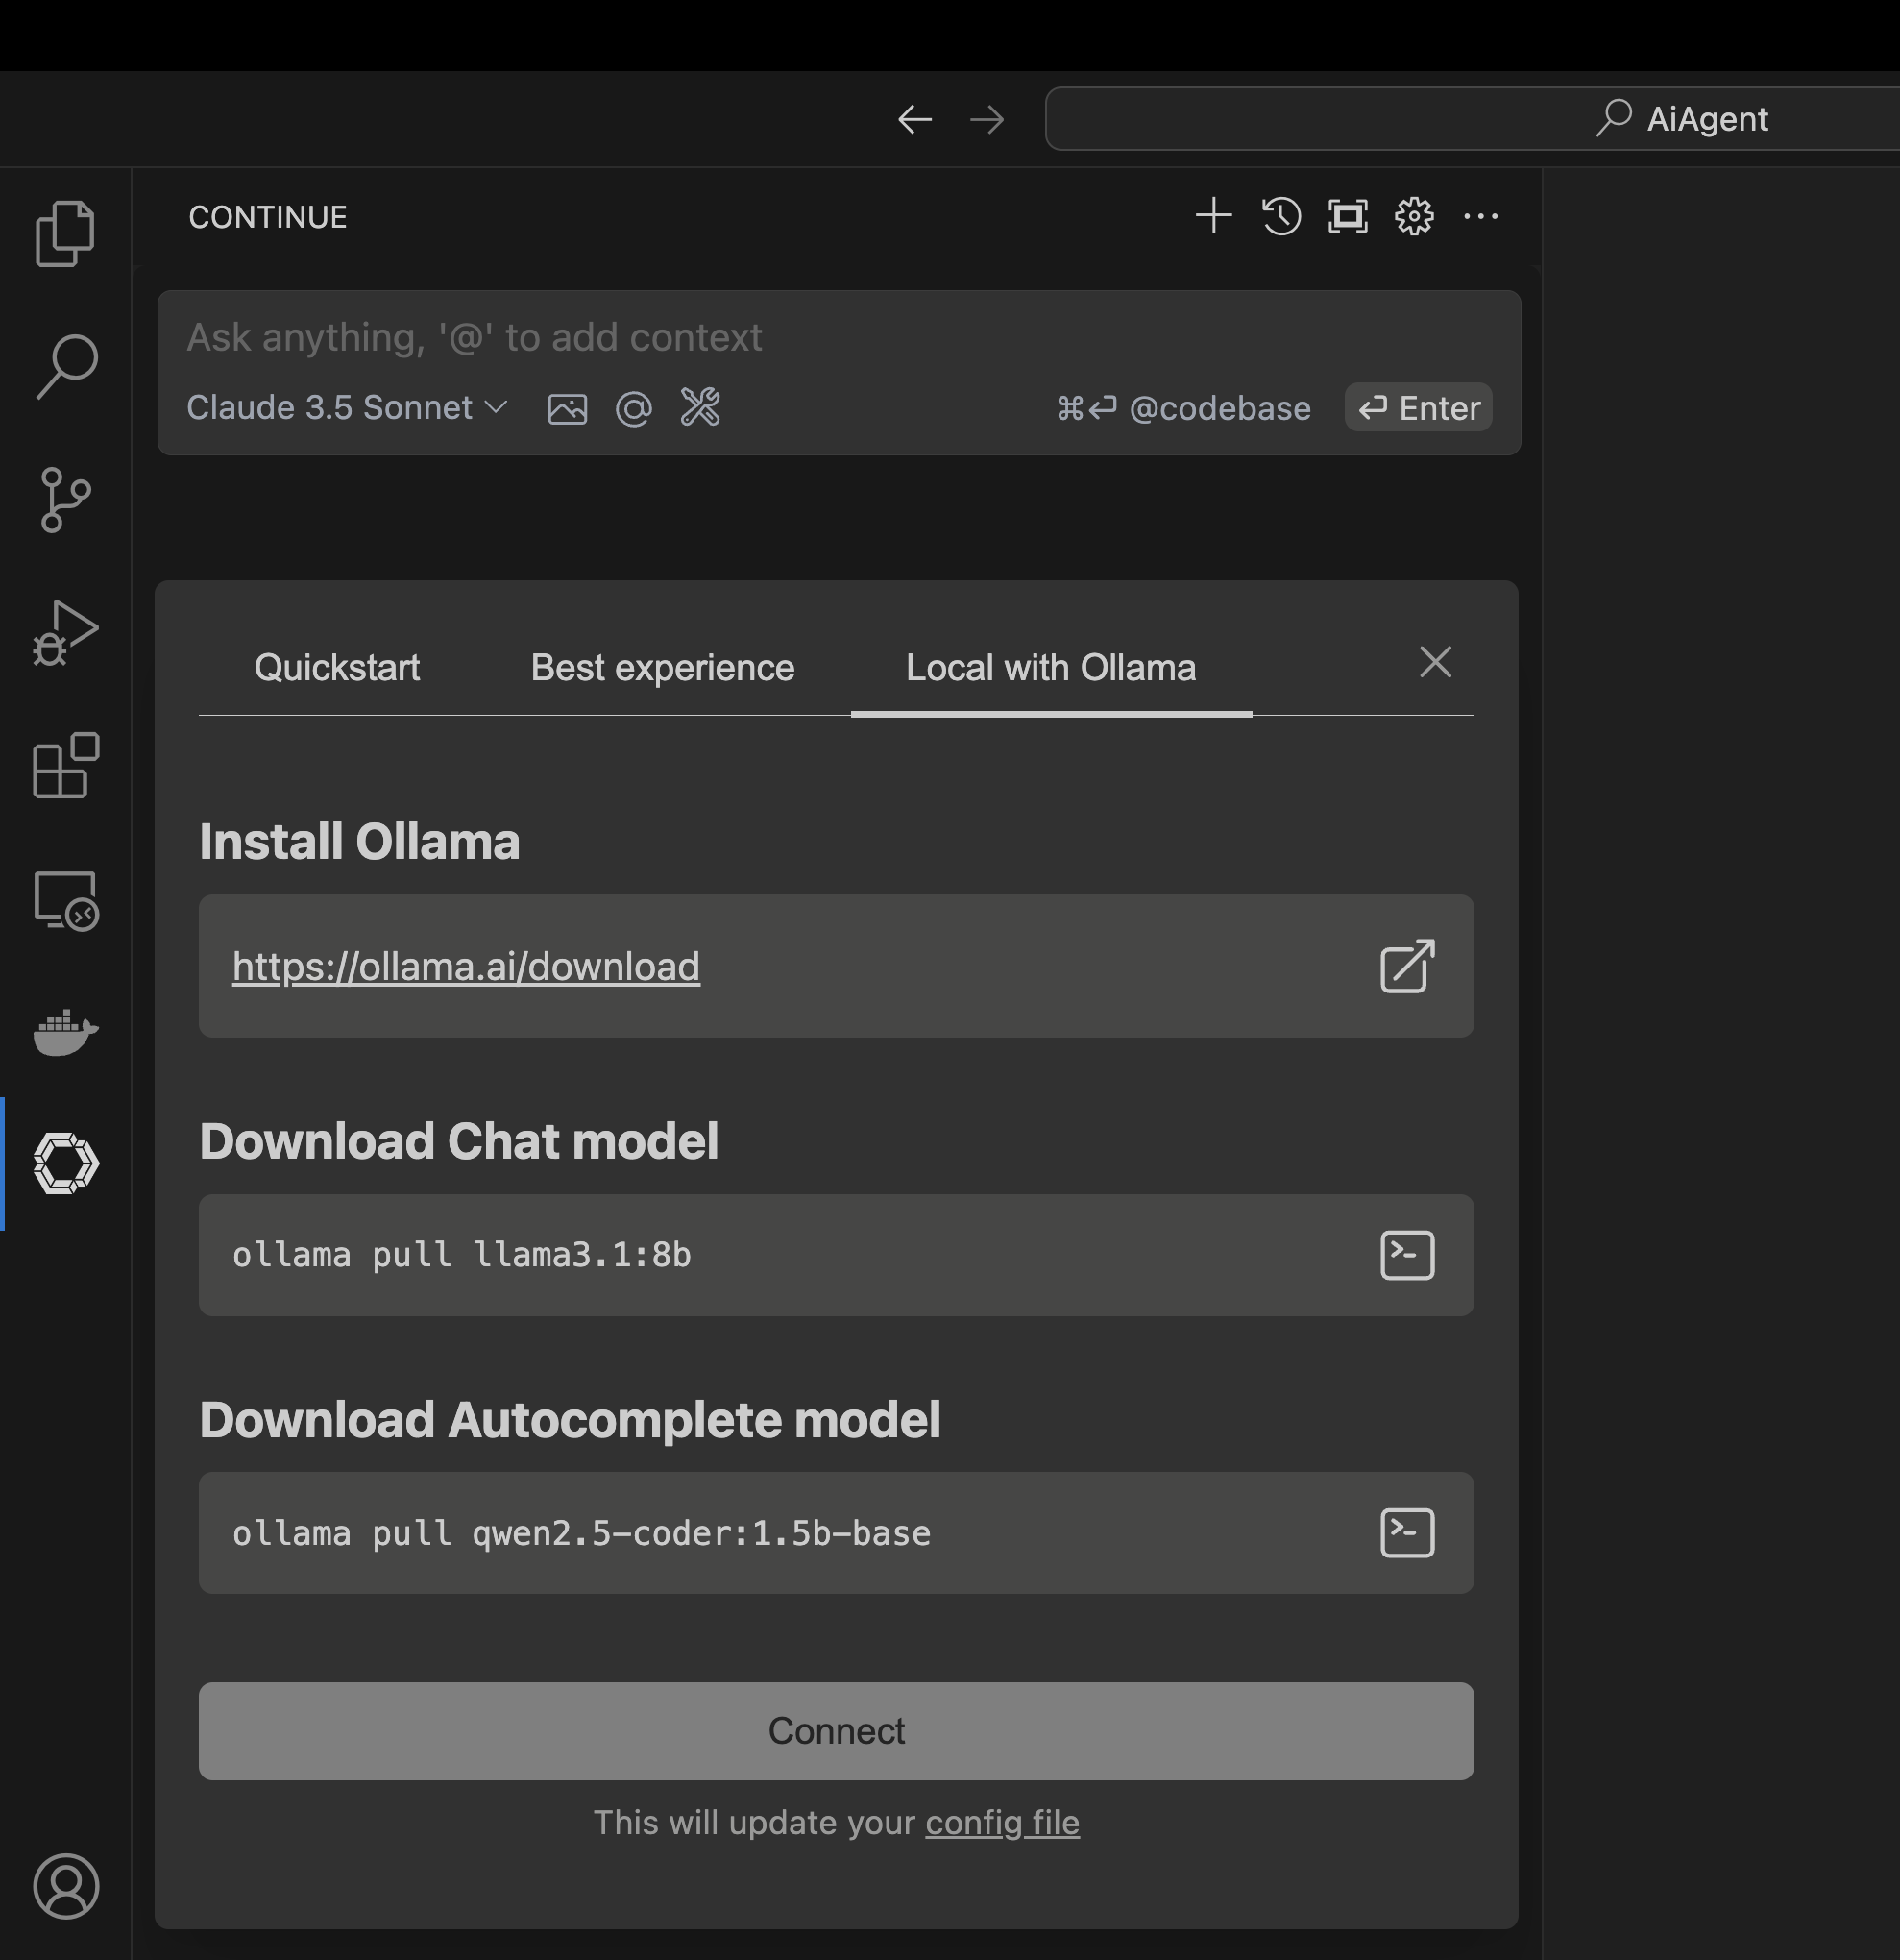 AiAgent
CONTINUE
Ask anything, '@' to add context
Claude 3.5 Sonnet
⌘⏎ @codebase
⏎ Enter
Quickstart
Best experience
Local with Ollama
Install Ollama
https://ollama.ai/download
Download Chat model
ollama pull llama3.1:8b
Download Autocomplete model
ollama pull qwen2.5-coder:1.5b-base
Connect
This will update your config file